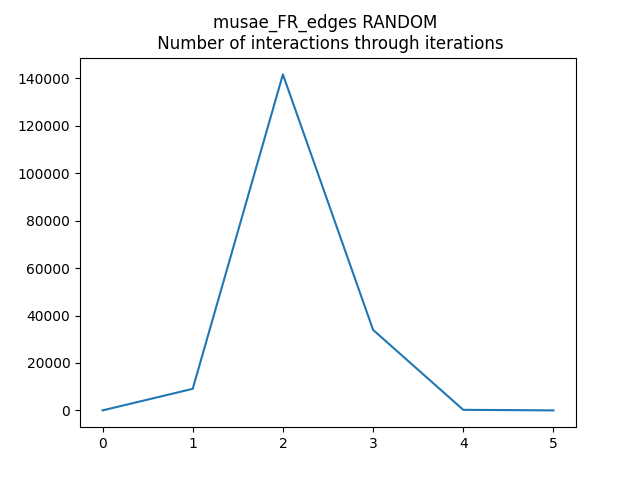 musae_FR_edges RANDOM
Number of interactions through iterations
140000
120000
100000
80000
60000
40000
20000
0
0 1 2 3 4 5